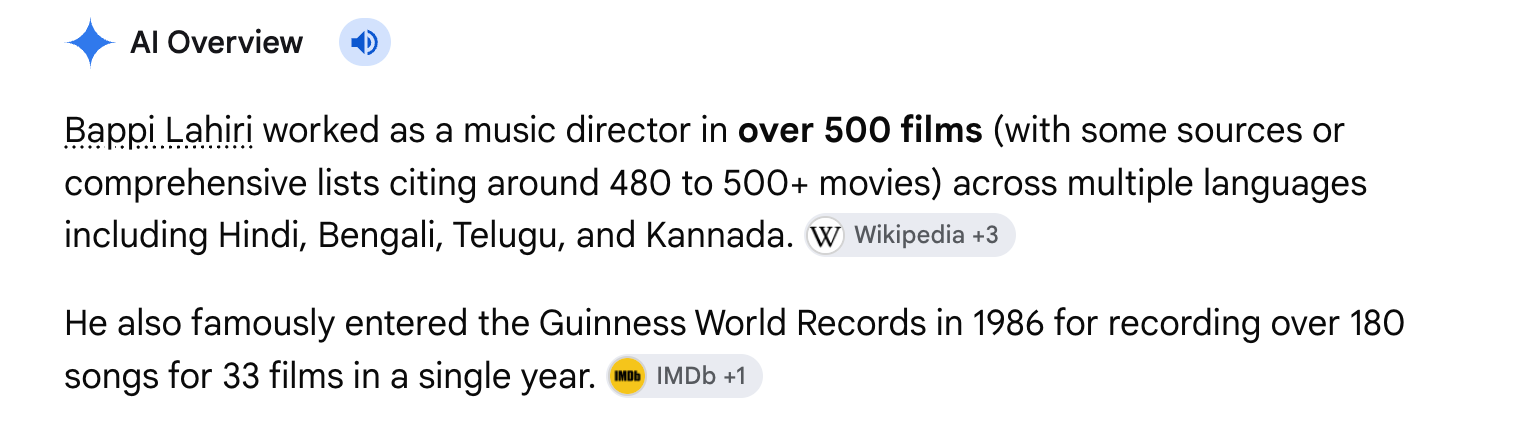 AI Overview
Bappi Lahiri worked as a music director in over 500 films (with some sources or
comprehensive lists citing around 480 to 500+ movies) across multiple languages
including Hindi, Bengali, Telugu, and Kannada. W Wikipedia +3
He also famously entered the Guinness World Records in 1986 for recording over 180
songs for 33 films in a single year. IMDb IMDb +1